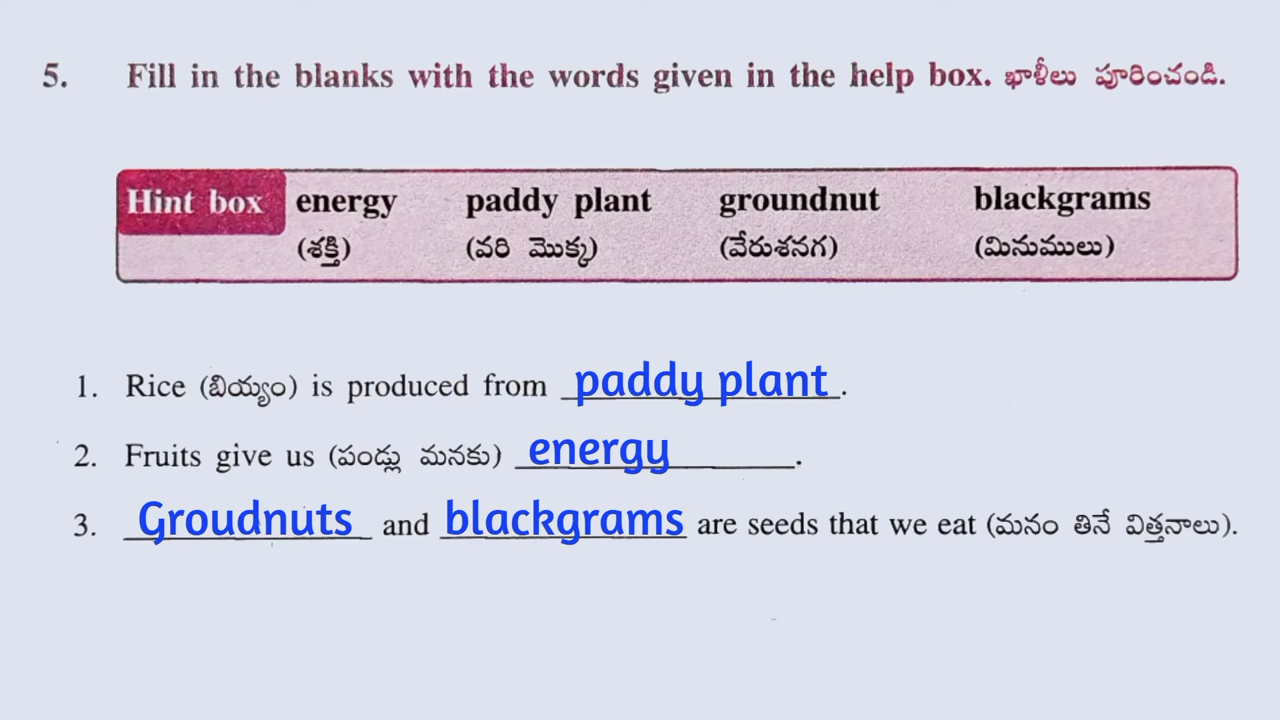 5. Fill in the blanks with the words given in the help box. ఖాళీలు పూరించండి.
Hint box energy paddy plant groundnut blackgrams
(శక్తి) (వరి మొక్క) (వేరుశనగ) (మినుములు)
1. Rice (బియ్యం) is produced from paddy plant.
2. Fruits give us (పండ్లు మనకు) energy.
3. Groudnuts and blackgrams are seeds that we eat (మనం తినే విత్తనాలు).